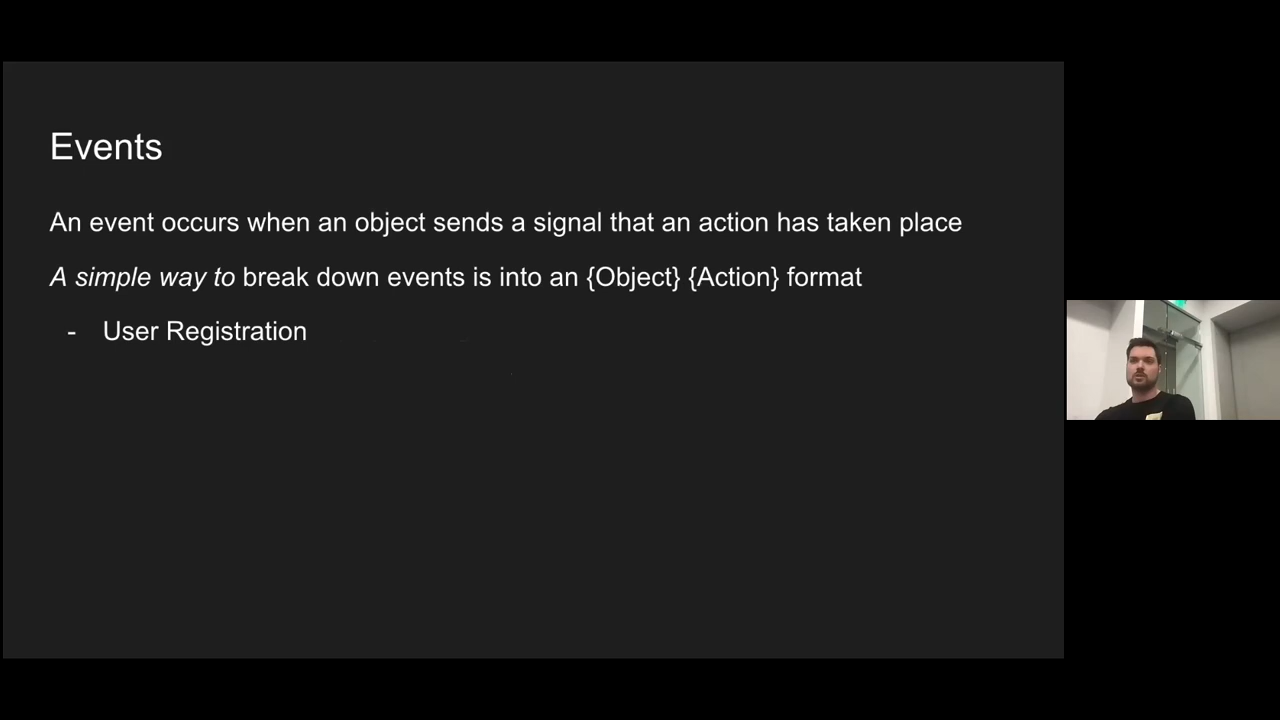 Events
An event occurs when an object sends a signal that an action has taken place
A simple way to break down events is into an {Object} {Action} format
- User Registration